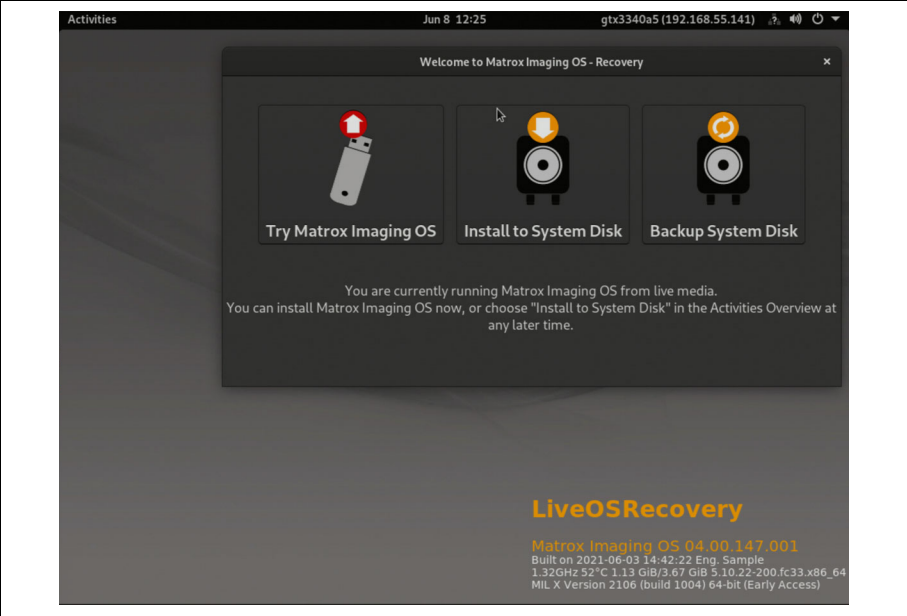 Activities
Jun 8 12:25
gtx3340a5 (192.168.55.141)
Welcome to Matrox Imaging OS - Recovery
Try Matrox Imaging OS
Install to System Disk
Backup System Disk
You are currently running Matrox Imaging OS from live media.
You can install Matrox Imaging OS now, or choose "Install to System Disk" in the Activities Overview at
any later time.
LiveOSRecovery
Matrox Imaging OS 04.00.147.001
Built on 2021-06-03 14:42:22 Eng. Sample
1.32GHz 52°C 1.13 GiB/3.67 GiB 5.10.22-200.fc33.x86_64
MIL X Version 2106 (build 1004) 64-bit (Early Access)